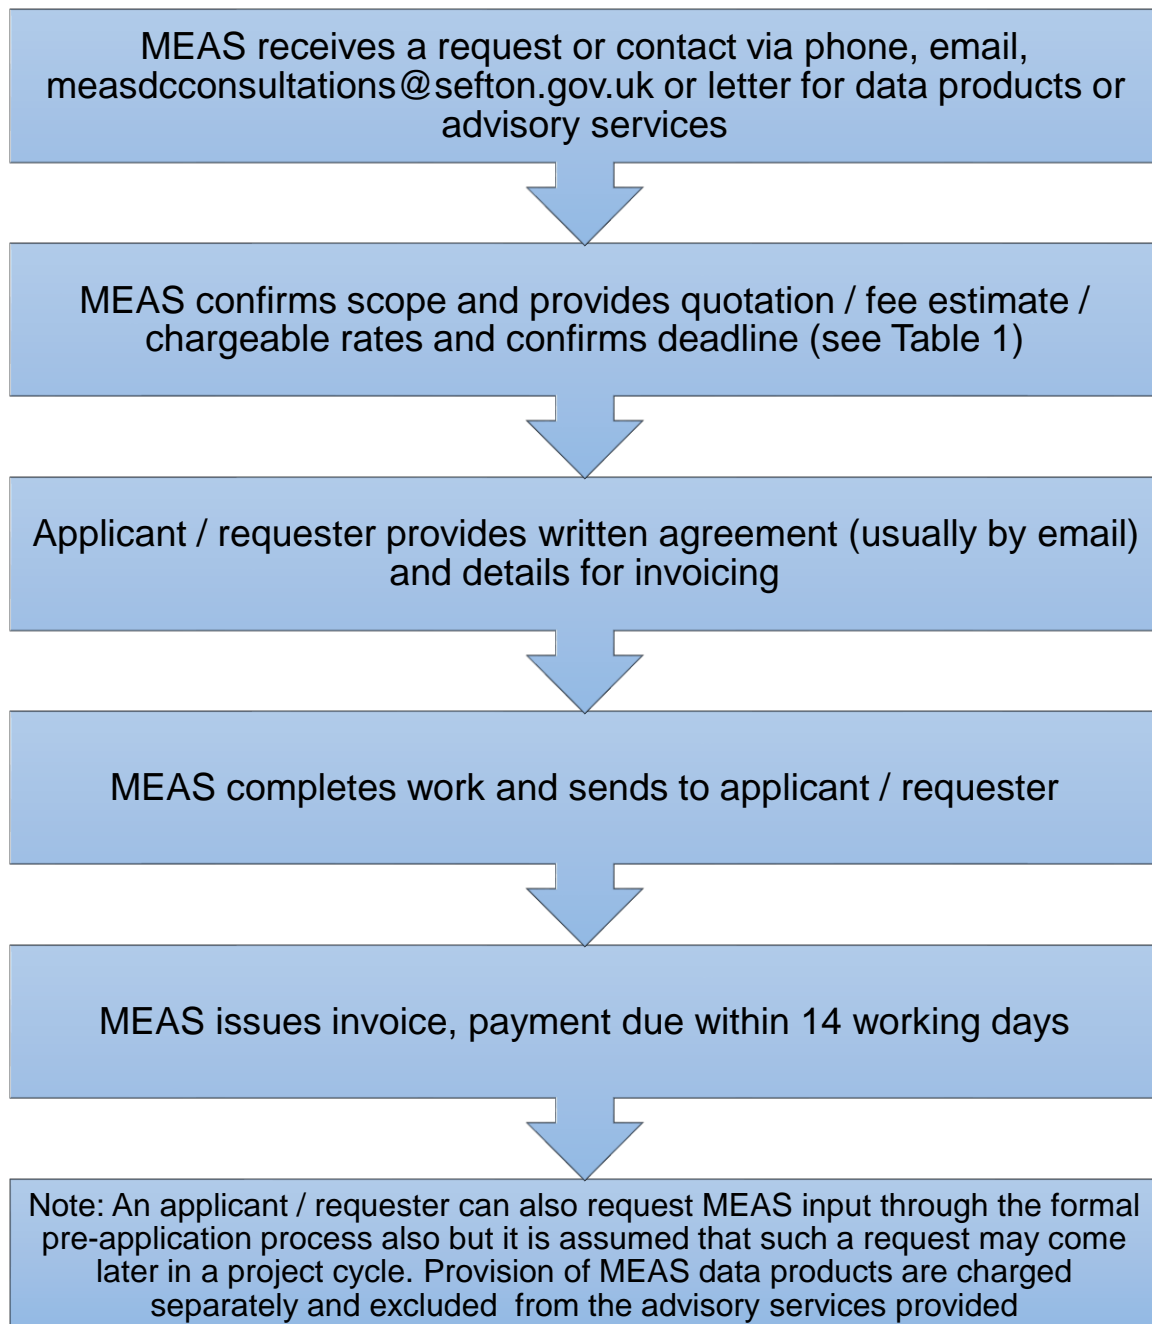 MEAS receives a request or contact via phone, email,
measdcconsultations@sefton.gov.uk or letter for data products or
advisory services
MEAS confirms scope and provides quotation / fee estimate /
chargeable rates and confirms deadline (see Table 1)
Applicant / requester provides written agreement (usually by email)
and details for invoicing
MEAS completes work and sends to applicant / requester
MEAS issues invoice, payment due within 14 working days
Note: An applicant / requester can also request MEAS input through the formal
pre-application process also but it is assumed that such a request may come
later in a project cycle. Provision of MEAS data products are charged
separately and excluded from the advisory services provided